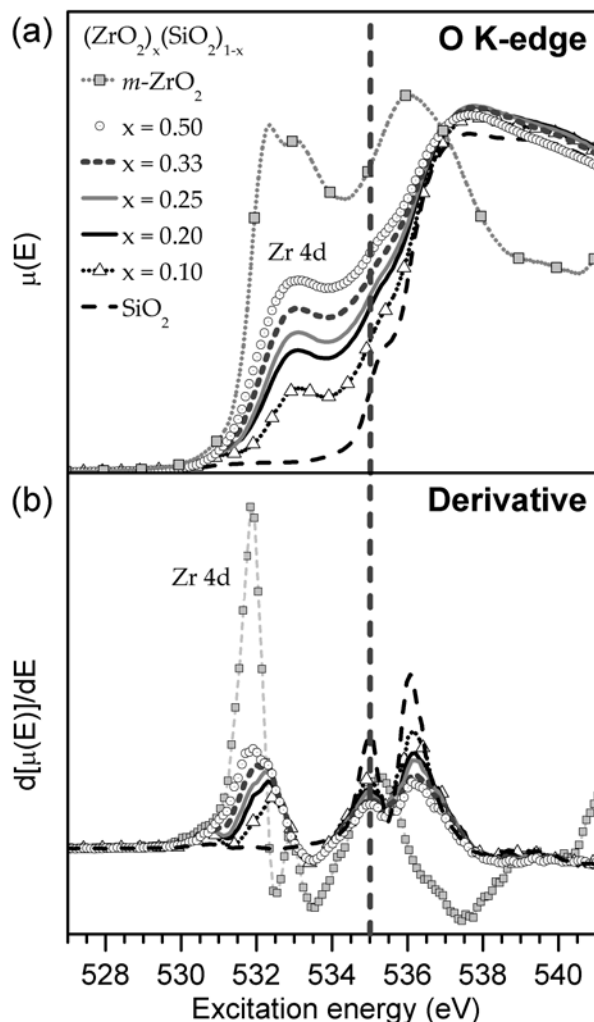 (a)
O K-edge
(ZrO₂)ₓ(SiO₂)₁₋ₓ
m-ZrO₂
x = 0.50
x = 0.33
x = 0.25
x = 0.20
x = 0.10
SiO₂
Zr 4d
μ(E)
(b)
Derivative
Zr 4d
d[μ(E)]/dE
528 530 532 534 536 538 540
Excitation energy (eV)